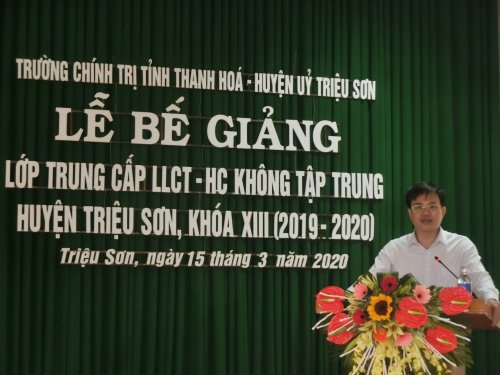 TRƯỜNG CHÍNH TRỊ TỈNH THANH HOÁ - HUYỆN UỶ TRIỆU SƠN
LỄ BẾ GIẢNG
LỚP TRUNG CẤP LLCT - HC KHÔNG TẬP TRUNG
HUYỆN TRIỆU SƠN, KHÓA XIII (2019 - 2020)
Triệu Sơn, ngày 15 tháng 3 năm 2020